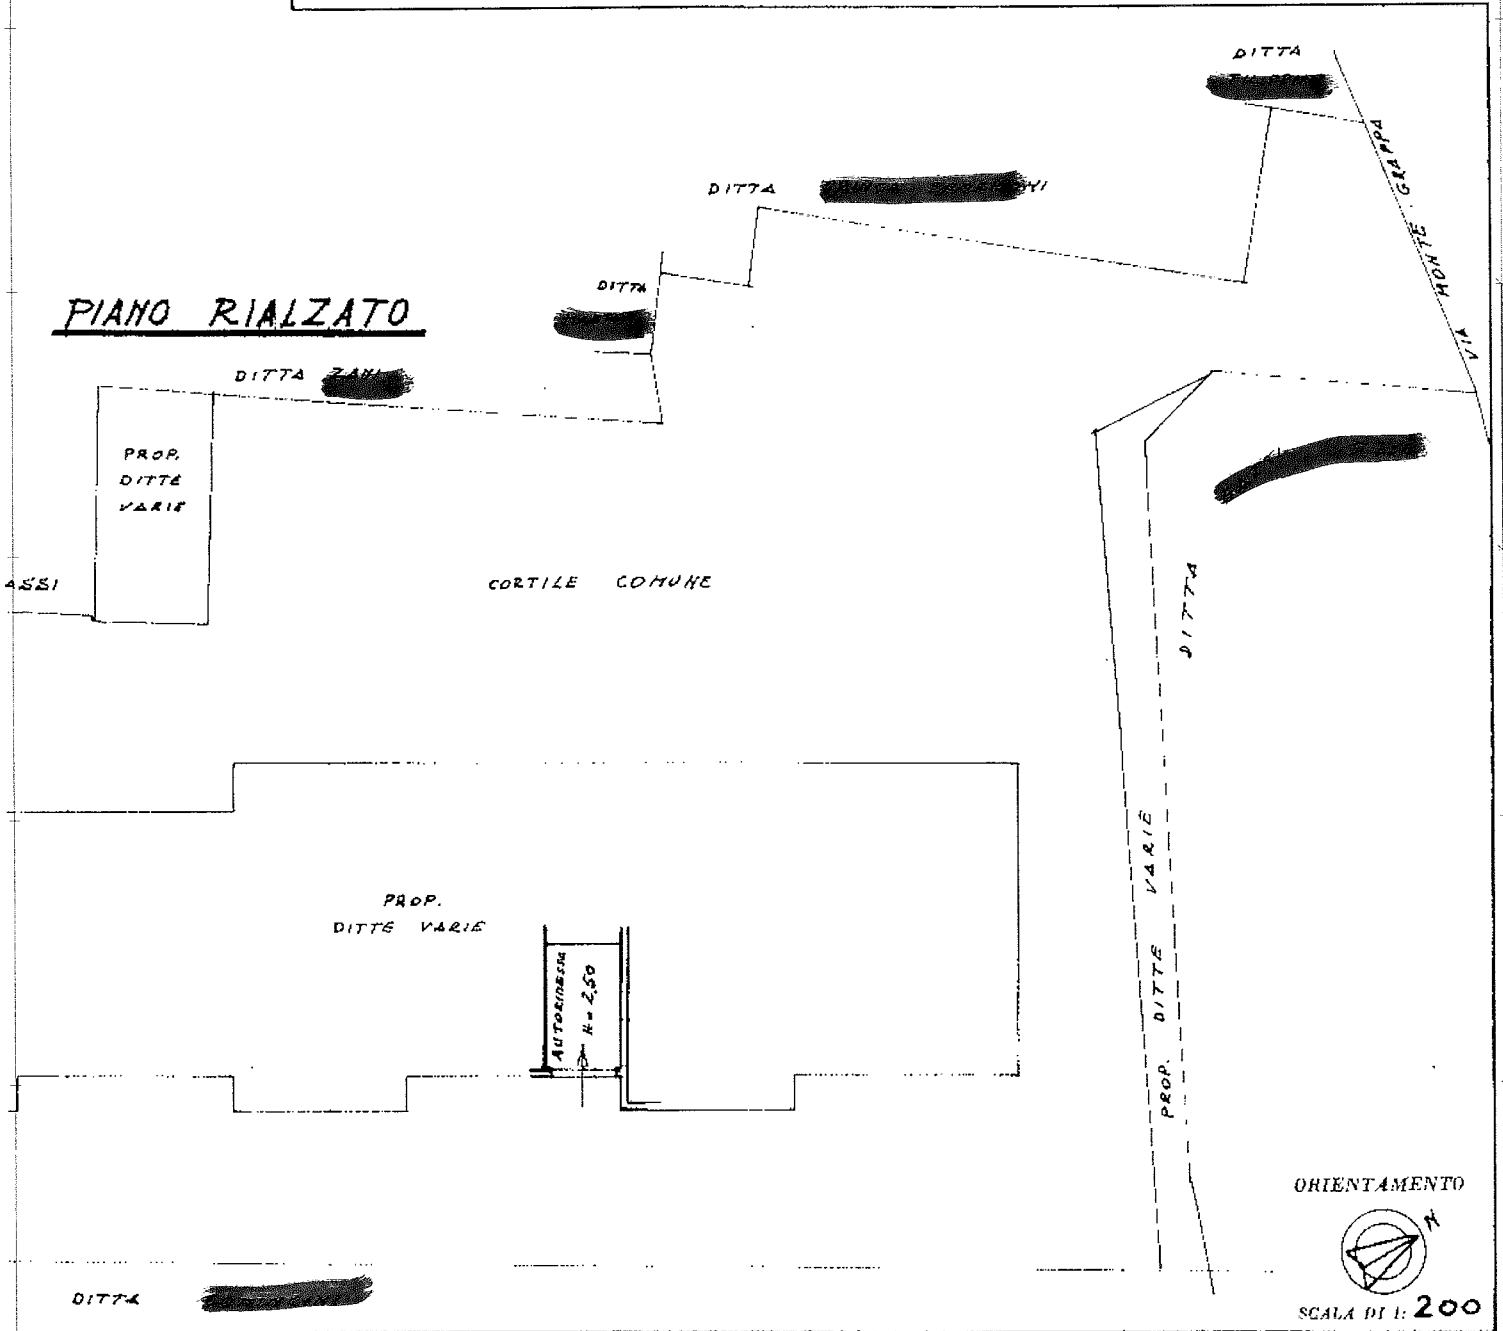 DITTA
DITTA
VIA MONTE GRAPPA
DITTA
PIANO RIALZATO
DITTA
PROP.
DITTE
VARIE
ASSI
CORTILE COMUNE
DITTA
PROP. DITTE VARIE
PROP.
DITTE VARIE
AUTORIMESSA
H = 2,50
ORIENTAMENTO
N
SCALA DI 1: 200
DITTA